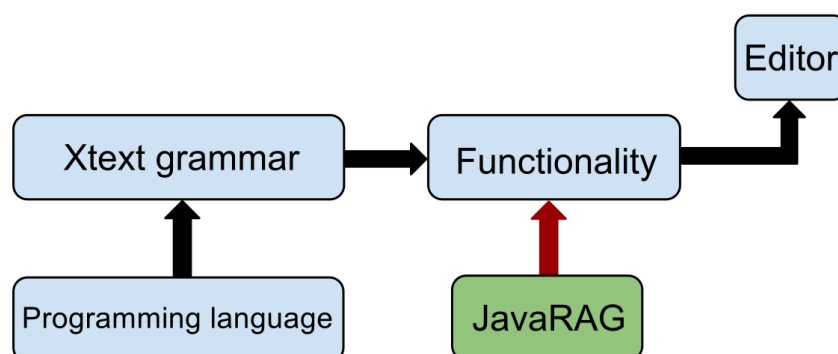 Editor
Xtext grammar
Functionality
Programming language
JavaRAG